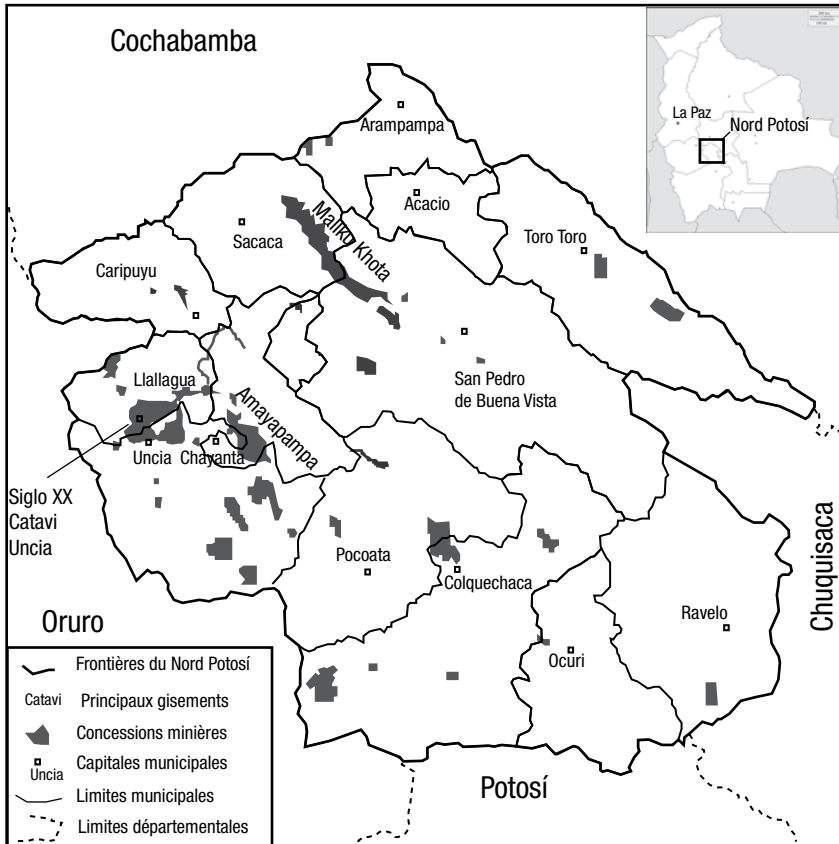 Cochabamba
La Paz
Nord Potosí
Arampampa
Acacio
Mallku Khota
Sacaca
Toro Toro
Caripuyu
Llallagua
San Pedro
de Buena Vista
Amayapampa
Uncia
Chayanta
Siglo XX
Catavi
Uncia
Pocoata
Colquechaca
Chuquisaca
Oruro
Ravelo
Ocuri
Potosí
Frontières du Nord Potosí
Catavi Principaux gisements
Concessions minières
Uncia Capitales municipales
Limites municipales
Limites départementales